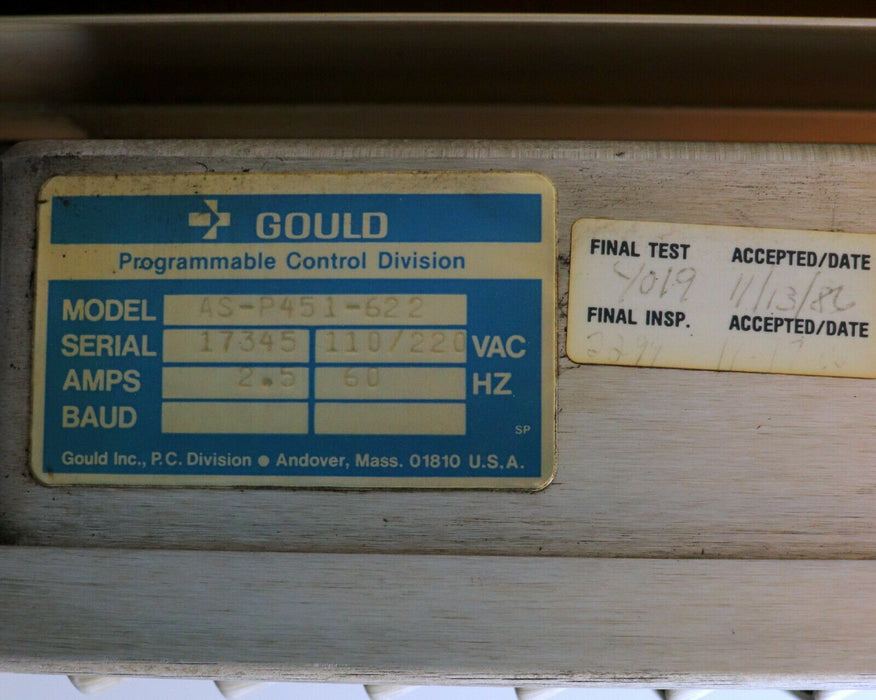 GOULD
Programmable Control Division
MODEL AS-P451-622
SERIAL 17345 110/220 VAC
AMPS 2.5 60 HZ
BAUD
SP
Gould Inc., P.C. Division ● Andover, Mass. 01810 U.S.A.
FINAL TEST ACCEPTED/DATE
4019 11/13/86
FINAL INSP. ACCEPTED/DATE